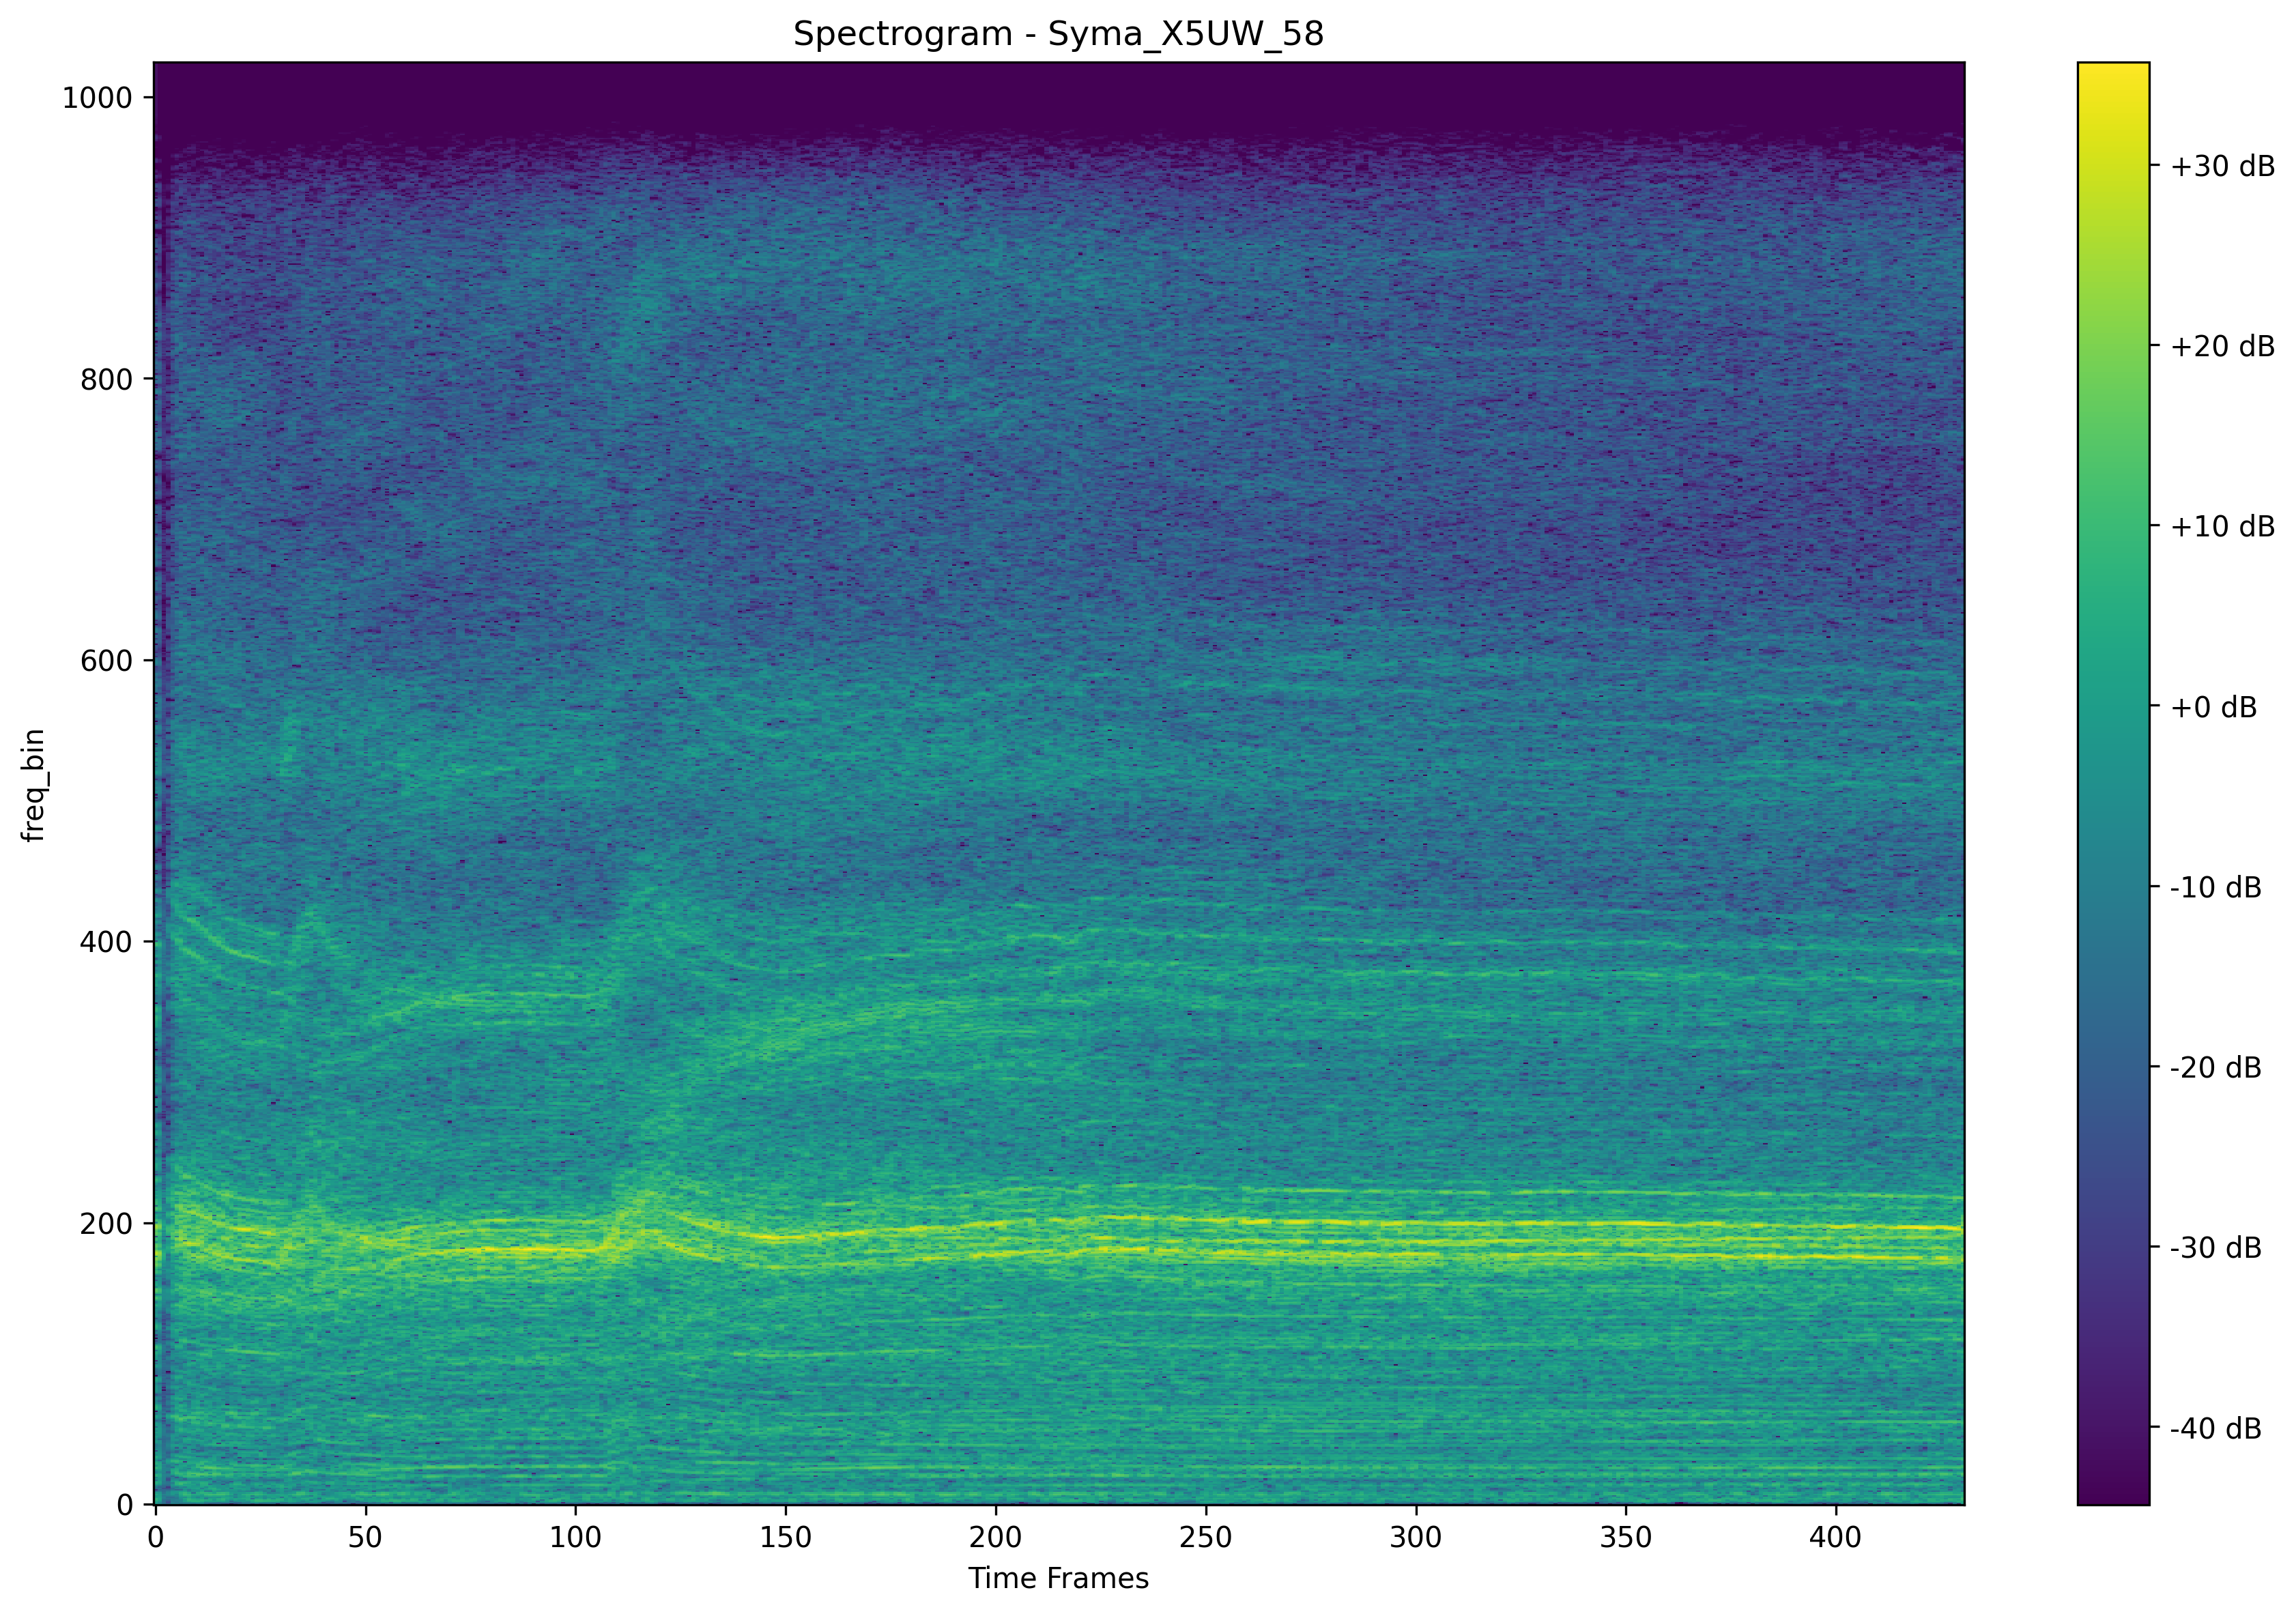 Spectrogram - Syma_X5UW_58
1000
800
600
400
200
0
freq_bin
0 50 100 150 200 250 300 350 400
Time Frames
+30 dB
+20 dB
+10 dB
+0 dB
-10 dB
-20 dB
-30 dB
-40 dB